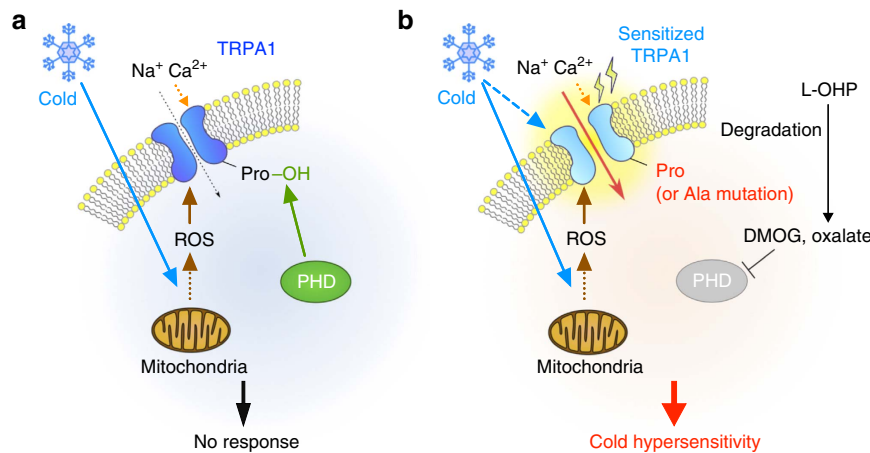 a
TRPA1
Na⁺ Ca²⁺
Cold
Pro–OH
ROS
PHD
Mitochondria
No response
b
Sensitized
TRPA1
Na⁺ Ca²⁺
Cold
L-OHP
Degradation
Pro
(or Ala mutation)
ROS
DMOG, oxalate
PHD
Mitochondria
Cold hypersensitivity